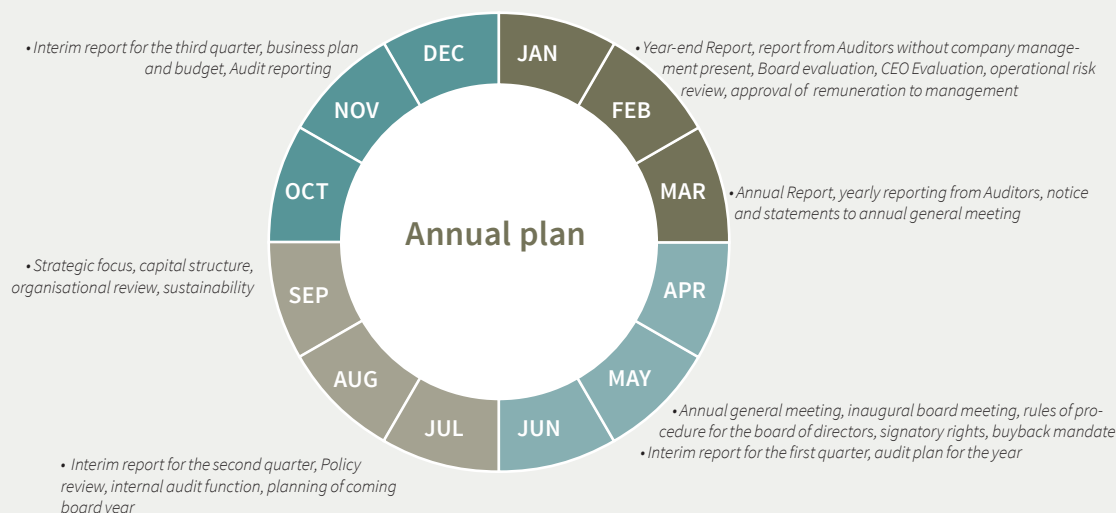 • Interim report for the third quarter, business plan
and budget, Audit reporting
DEC
JAN
• Year-end Report, report from Auditors without company manage-
ment present, Board evaluation, CEO Evaluation, operational risk
review, approval of remuneration to management
NOV
FEB
OCT
MAR
• Annual Report, yearly reporting from Auditors, notice
and statements to annual general meeting
Annual plan
• Strategic focus, capital structure,
organisational review, sustainability
SEP
APR
AUG
MAY
JUL
JUN
• Annual general meeting, inaugural board meeting, rules of pro-
cedure for the board of directors, signatory rights, buyback mandate
• Interim report for the first quarter, audit plan for the year
• Interim report for the second quarter, Policy
review, internal audit function, planning of coming
board year